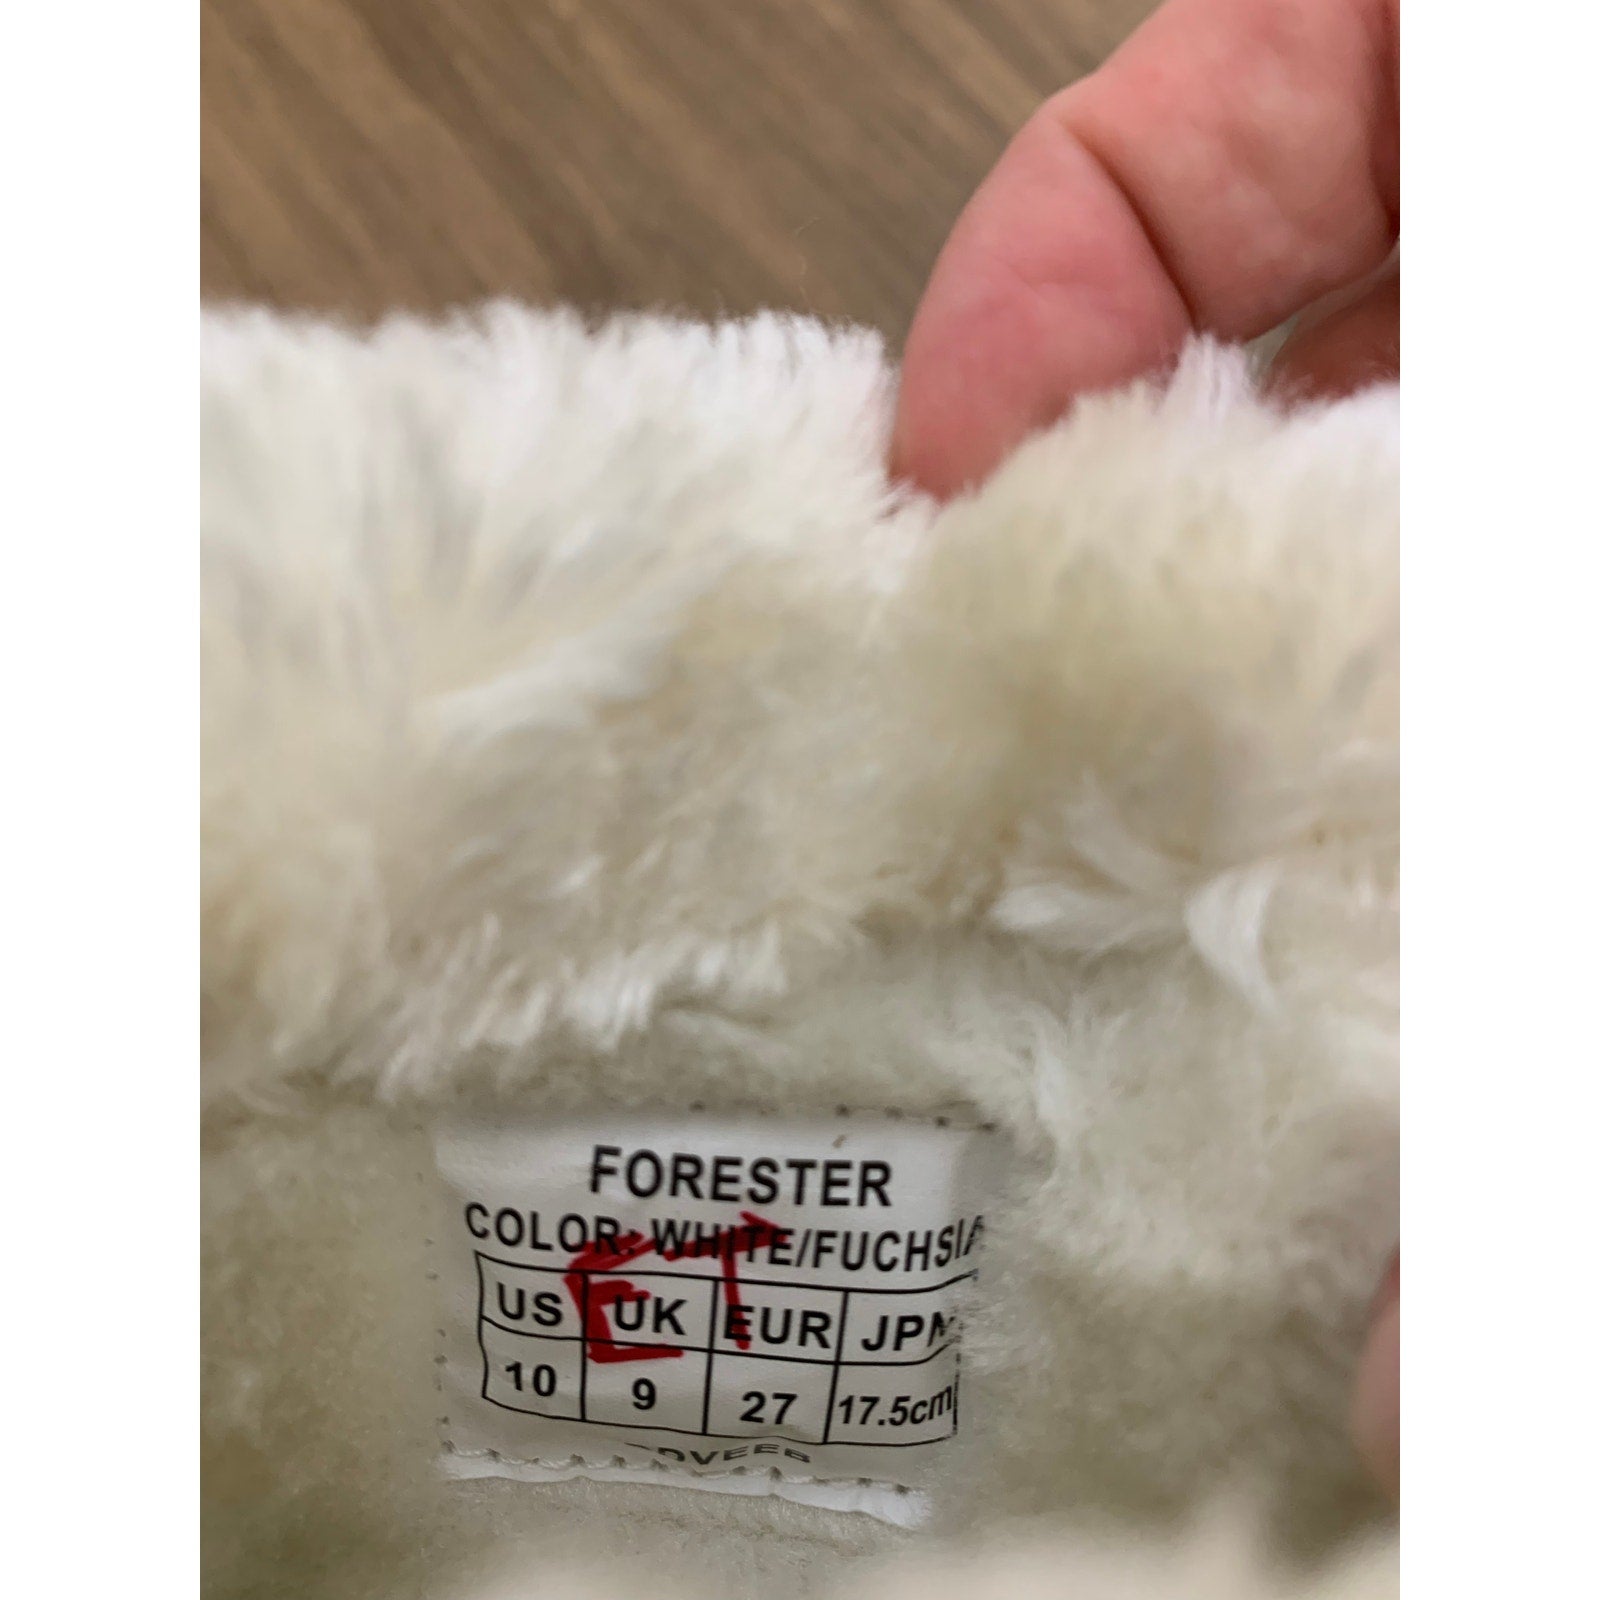 FORESTER
COLOR: WHITE/FUCHSIA
US UK EUR JPN
10 9 27 17.5cm